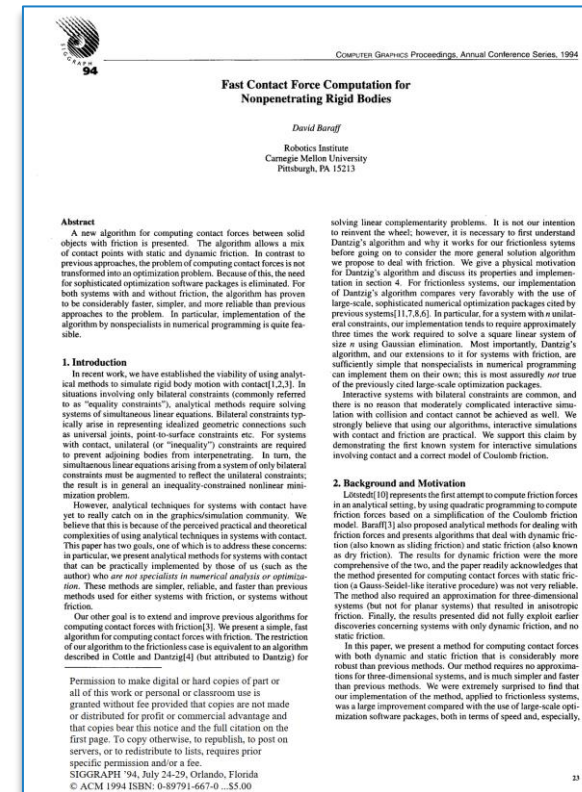 SIGGRAPH
94
COMPUTER GRAPHICS Proceedings, Annual Conference Series, 1994
Fast Contact Force Computation for
Nonpenetrating Rigid Bodies
David Baraff
Robotics Institute
Carnegie Mellon University
Pittsburgh, PA 15213
Abstract
A new algorithm for computing contact forces between solid
objects with friction is presented. The algorithm allows a mix
of contact points with static and dynamic friction. In contrast to
previous approaches, the problem of computing contact forces is not
transformed into an optimization problem. Because of this, the need
for sophisticated optimization software packages is eliminated. For
both systems with and without friction, the algorithm has proven
to be considerably faster, simpler, and more reliable than previous
approaches to the problem. In particular, implementation of the
algorithm by nonspecialists in numerical programming is quite fea-
sible.
1. Introduction
In recent work, we have established the viability of using analyt-
ical methods to simulate rigid body motion with contact[1,2,3]. In
situations involving only bilateral constraints (commonly referred
to as "equality constraints"), analytical methods require solving
systems of simultaneous linear equations. Bilateral constraints typ-
ically arise in representing idealized geometric connections such
as universal joints, point-to-surface constraints etc. For systems
with contact, unilateral (or "inequality") constraints are required
to prevent adjoining bodies from interpenetrating. In turn, the
simultaneous linear equations arising from a system of only bilateral
constraints must be augmented to reflect the unilateral constraints;
the result is in general an inequality-constrained nonlinear mini-
mization problem.
However, analytical techniques for systems with contact have
yet to really catch on in the graphics/simulation community. We
believe that this is because of the perceived practical and theoretical
complexities of using analytical techniques in systems with contact.
This paper has two goals, one of which is to address these concerns:
in particular, we present analytical methods for systems with contact
that can be practically implemented by those of us (such as the
author) who are not specialists in numerical analysis or optimiza-
tion. These methods are simpler, reliable, and faster than previous
methods used for either systems with friction, or systems without
friction.
Our other goal is to extend and improve previous algorithms for
computing contact forces with friction[3]. We present a simple, fast
algorithm for computing contact forces with friction. The restriction
of our algorithm to the frictionless case is equivalent to an algorithm
described in Cottle and Dantzig[4] (but attributed to Dantzig) for
Permission to make digital or hard copies of part or
all of this work or personal or classroom use is
granted without fee provided that copies are not made
or distributed for profit or commercial advantage and
that copies bear this notice and the full citation on the
first page. To copy otherwise, to republish, to post on
servers, or to redistribute to lists, requires prior
specific permission and/or a fee.
SIGGRAPH '94, July 24-29, Orlando, Florida
© ACM 1994 ISBN: 0-89791-667-0 ...$5.00
solving linear complementarity problems. It is not our intention
to reinvent the wheel; however, it is necessary to first understand
Dantzig's algorithm and why it works for our frictionless sytems
before going on to consider the more general solution algorithm
we propose to deal with friction. We give a physical motivation
for Dantzig's algorithm and discuss its properties and implemen-
tation in section 4. For frictionless systems, our implementation
of Dantzig's algorithm compares very favorably with the use of
large-scale, sophisticated numerical optimization packages cited by
previous systems[11,7,8,6]. In particular, for a system with n unilat-
eral constraints, our implementation tends to require approximately
three times the work required to solve a square linear system of
size n using Gaussian elimination. Most importantly, Dantzig's
algorithm, and our extensions to it for systems with friction, are
sufficiently simple that nonspecialists in numerical programming
can implement them on their own; this is most assuredly not true
of the previously cited large-scale optimization packages.
Interactive systems with bilateral constraints are common, and
there is no reason that moderately complicated interactive simu-
lation with collision and contact cannot be achieved as well. We
strongly believe that using our algorithms, interactive simulations
with contact and friction are practical. We support this claim by
demonstrating the first known system for interactive simulations
involving contact and a correct model of Coulomb friction.
2. Background and Motivation
Lötstedt[10] represents the first attempt to compute friction forces
in an analytical setting, by using quadratic programming to compute
friction forces based on a simplification of the Coulomb friction
model. Baraff[3] also proposed analytical methods for dealing with
friction forces and presents algorithms that deal with dynamic fric-
tion (also known as sliding friction) and static friction (also known
as dry friction). The results for dynamic friction were the more
comprehensive of the two, and the paper readily acknowledges that
the method presented for computing contact forces with static fric-
tion (a Gauss-Seidel-like iterative procedure) was not very reliable.
The method also required an approximation for three-dimensional
systems (but not for planar systems) that resulted in anisotropic
friction. Finally, the results presented did not fully exploit earlier
discoveries concerning systems with only dynamic friction, and no
static friction.
In this paper, we present a method for computing contact forces
with both dynamic and static friction that is considerably more
robust than previous methods. Our method requires no approxima-
tions for three-dimensional systems, and is much simpler and faster
than previous methods. We were extremely surprised to find that
our implementation of the method, applied to frictionless systems,
was a large improvement compared with the use of large-scale opti-
mization software packages, both in terms of speed and, especially,
23